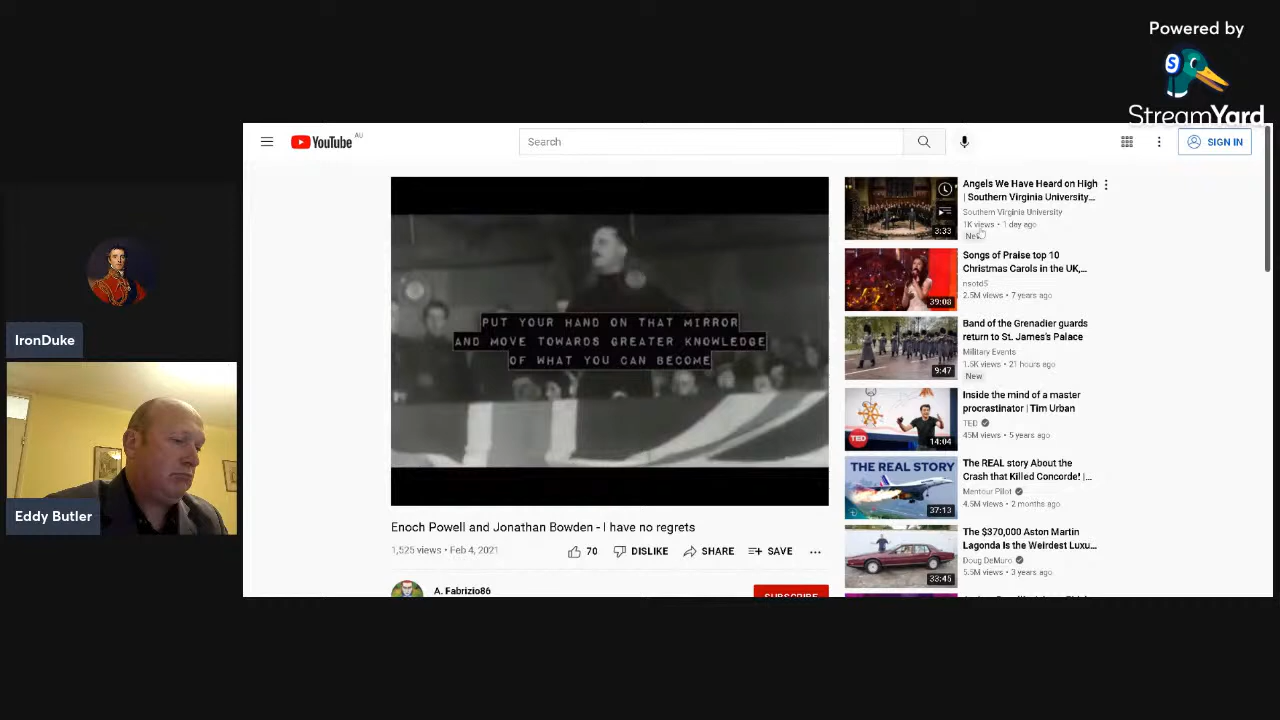 Powered by
StreamYard
YouTube AU
Search
SIGN IN
PUT YOUR HAND ON THAT MIRROR
AND MOVE TOWARDS GREATER KNOWLEDGE
OF WHAT YOU CAN BECOME
Enoch Powell and Jonathan Bowden - I have no regrets
1,525 views • Feb 4, 2021
70
DISLIKE
SHARE
SAVE
A. Fabrizio86
SUBSCRIBE
Angels We Have Heard on High
| Southern Virginia University...
Southern Virginia University
1K views • 1 day ago
New
3:33
Songs of Praise top 10
Christmas Carols in the UK,...
nsotd5
2.5M views • 7 years ago
39:08
Band of the Grenadier guards
return to St. James's Palace
Military Events
1.5K views • 21 hours ago
New
9:47
Inside the mind of a master
procrastinator | Tim Urban
TED
45M views • 5 years ago
TED
14:04
The REAL story About the
Crash that Killed Concorde! |...
Mentour Pilot
4.5M views • 2 months ago
THE REAL STORY
37:13
The $370,000 Aston Martin
Lagonda Is the Weirdest Luxu...
Doug DeMuro
5.5M views • 3 years ago
33:45
IronDuke
Eddy Butler